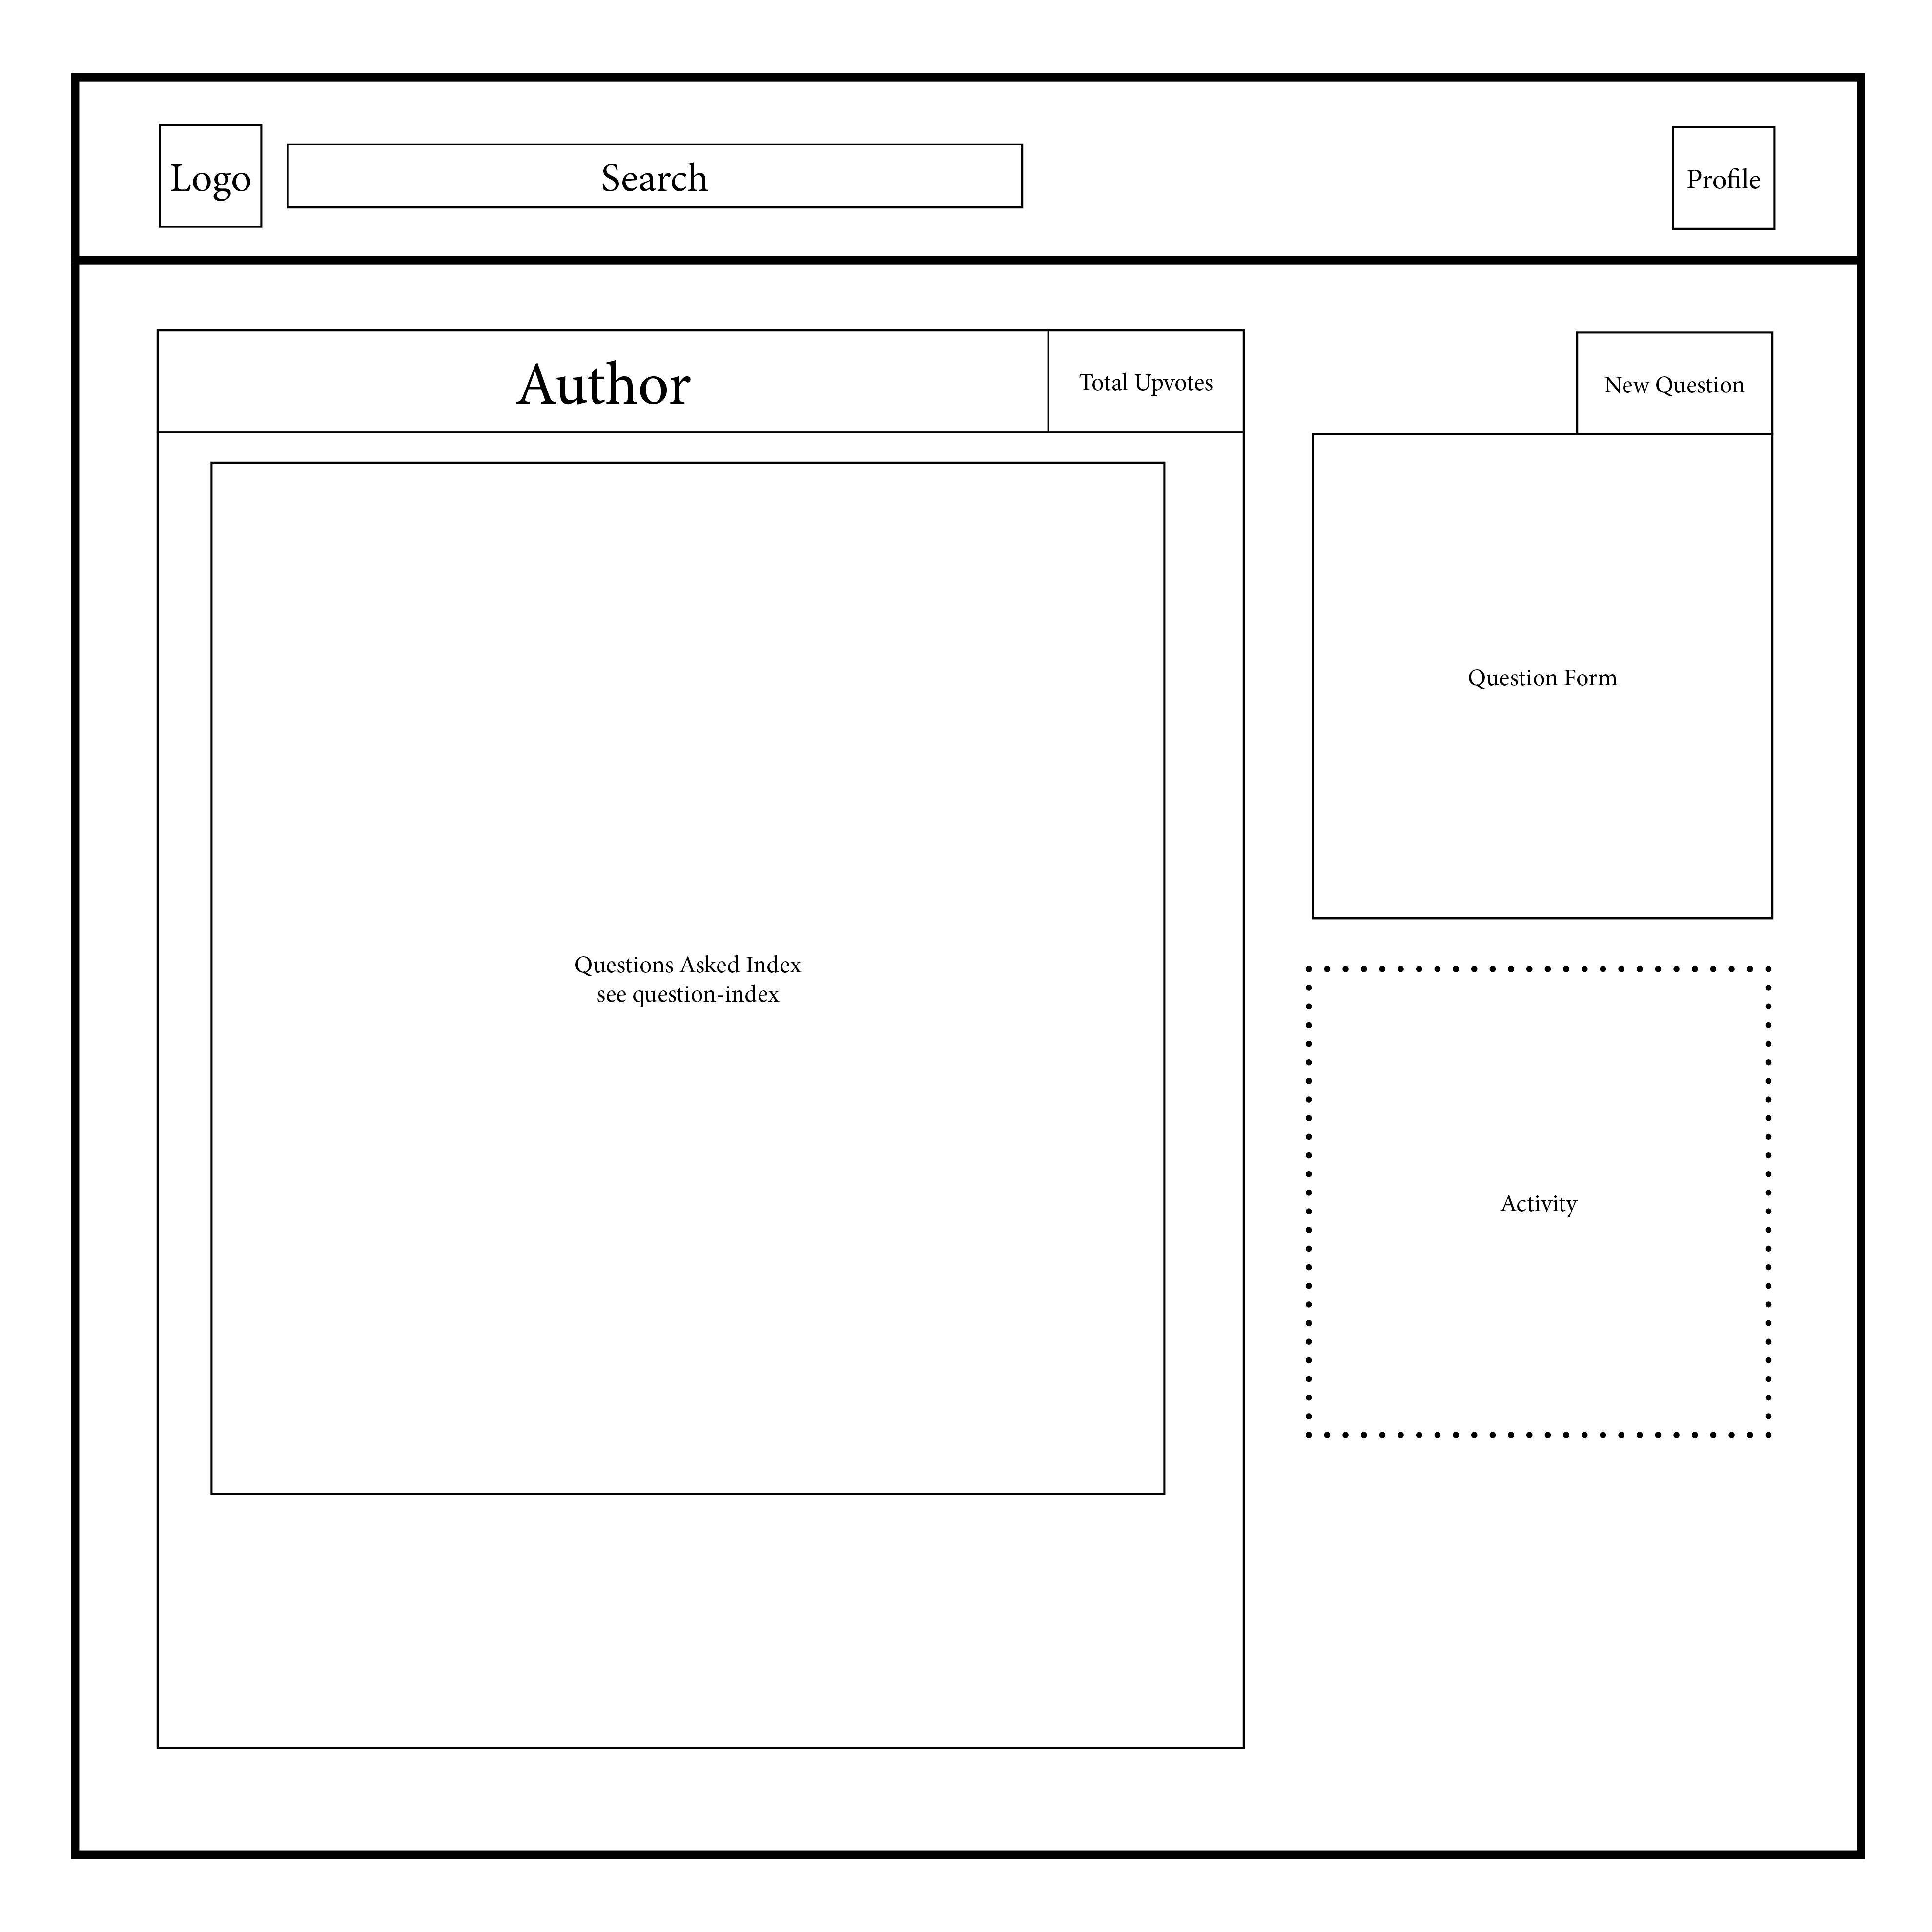 Logo
Search
Profile
Author
Total Upvotes
New Question
Question Form
Questions Asked Index
see question-index
Activity